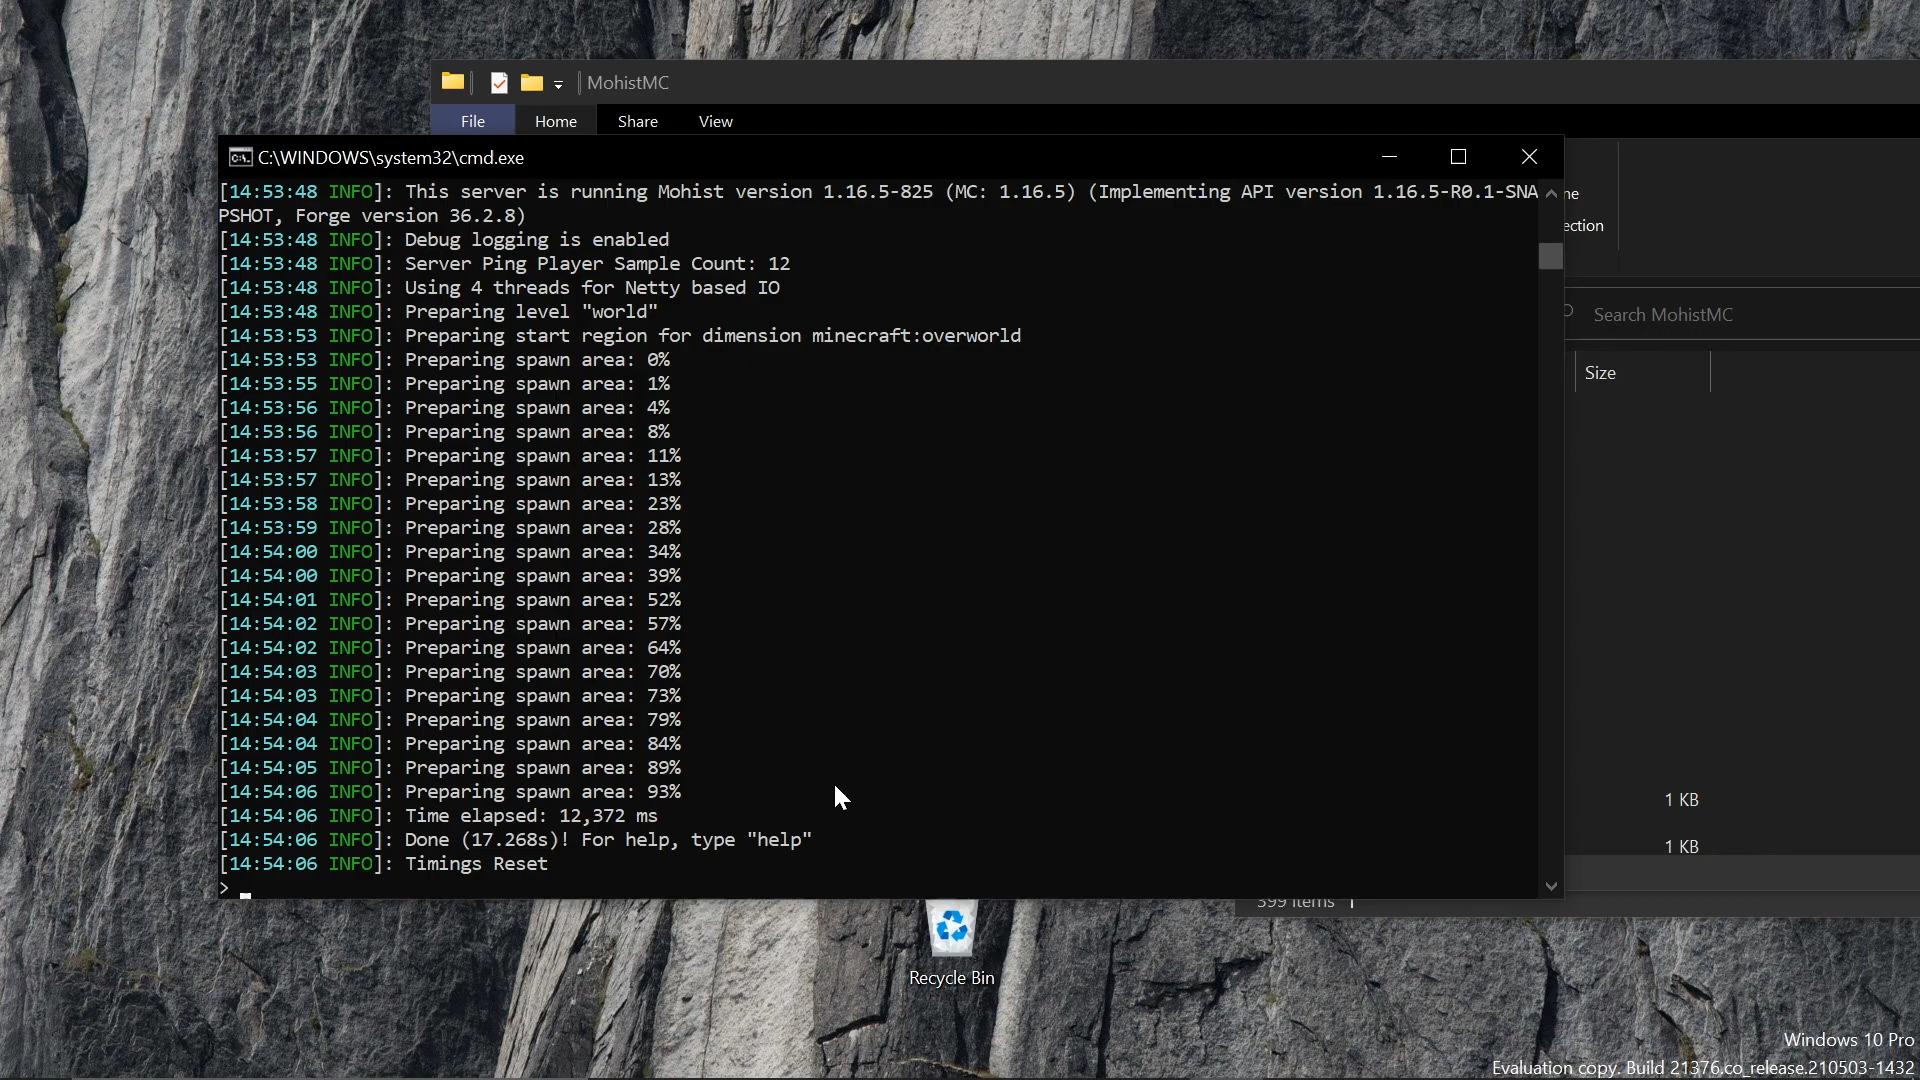 MohistMC
File Home Share View
C:\WINDOWS\system32\cmd.exe
[14:53:48 INFO]: This server is running Mohist version 1.16.5-825 (MC: 1.16.5) (Implementing API version 1.16.5-R0.1-SNA
PSHOT, Forge version 36.2.8)
[14:53:48 INFO]: Debug logging is enabled
[14:53:48 INFO]: Server Ping Player Sample Count: 12
[14:53:48 INFO]: Using 4 threads for Netty based IO
[14:53:48 INFO]: Preparing level "world"
[14:53:53 INFO]: Preparing start region for dimension minecraft:overworld
[14:53:53 INFO]: Preparing spawn area: 0%
[14:53:55 INFO]: Preparing spawn area: 1%
[14:53:56 INFO]: Preparing spawn area: 4%
[14:53:56 INFO]: Preparing spawn area: 8%
[14:53:57 INFO]: Preparing spawn area: 11%
[14:53:57 INFO]: Preparing spawn area: 13%
[14:53:58 INFO]: Preparing spawn area: 23%
[14:53:59 INFO]: Preparing spawn area: 28%
[14:54:00 INFO]: Preparing spawn area: 34%
[14:54:00 INFO]: Preparing spawn area: 39%
[14:54:01 INFO]: Preparing spawn area: 52%
[14:54:02 INFO]: Preparing spawn area: 57%
[14:54:02 INFO]: Preparing spawn area: 64%
[14:54:03 INFO]: Preparing spawn area: 70%
[14:54:03 INFO]: Preparing spawn area: 73%
[14:54:04 INFO]: Preparing spawn area: 79%
[14:54:04 INFO]: Preparing spawn area: 84%
[14:54:05 INFO]: Preparing spawn area: 89%
[14:54:06 INFO]: Preparing spawn area: 93%
[14:54:06 INFO]: Time elapsed: 12,372 ms
[14:54:06 INFO]: Done (17.268s)! For help, type "help"
[14:54:06 INFO]: Timings Reset
>
ne
ection
Search MohistMC
Size
1 KB
1 KB
399 items
Recycle Bin
Windows 10 Pro
Evaluation copy. Build 21376.co_release.210503-1432